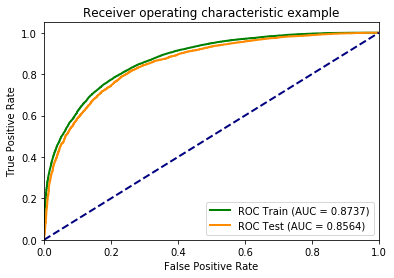 Receiver operating characteristic example
True Positive Rate
1.0
0.8
0.6
0.4
0.2
0.0
ROC Train (AUC = 0.8737)
ROC Test (AUC = 0.8564)
0.0 0.2 0.4 0.6 0.8 1.0
False Positive Rate